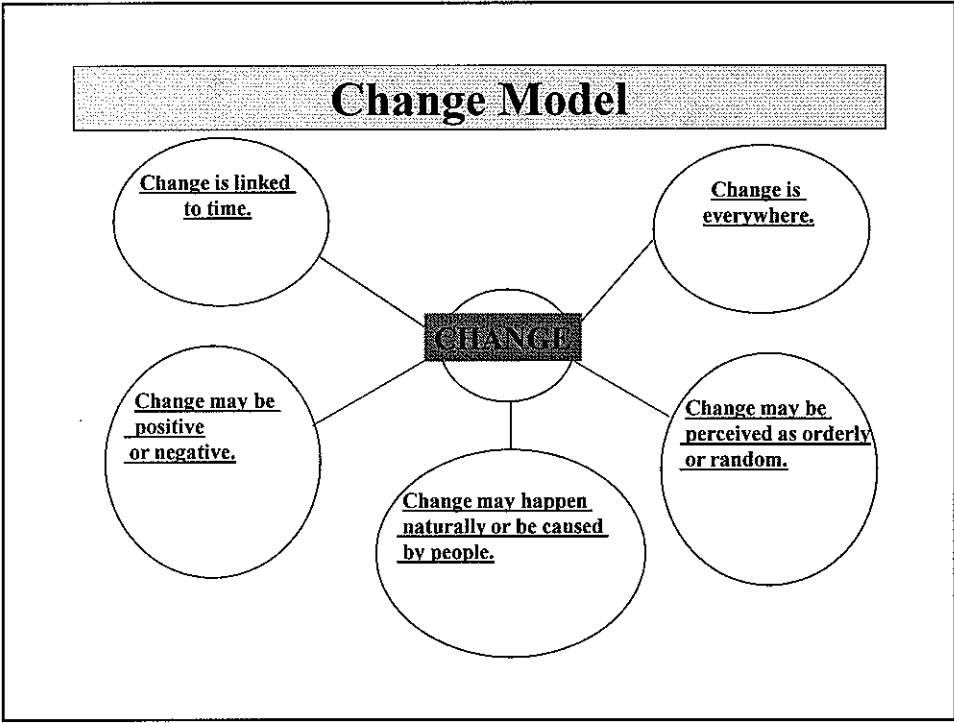 Change Model
Change is linked
to time.
Change is
everywhere.
CHANGE
Change may be
positive
or negative.
Change may happen
naturally or be caused
by people.
Change may be
perceived as orderly
or random.